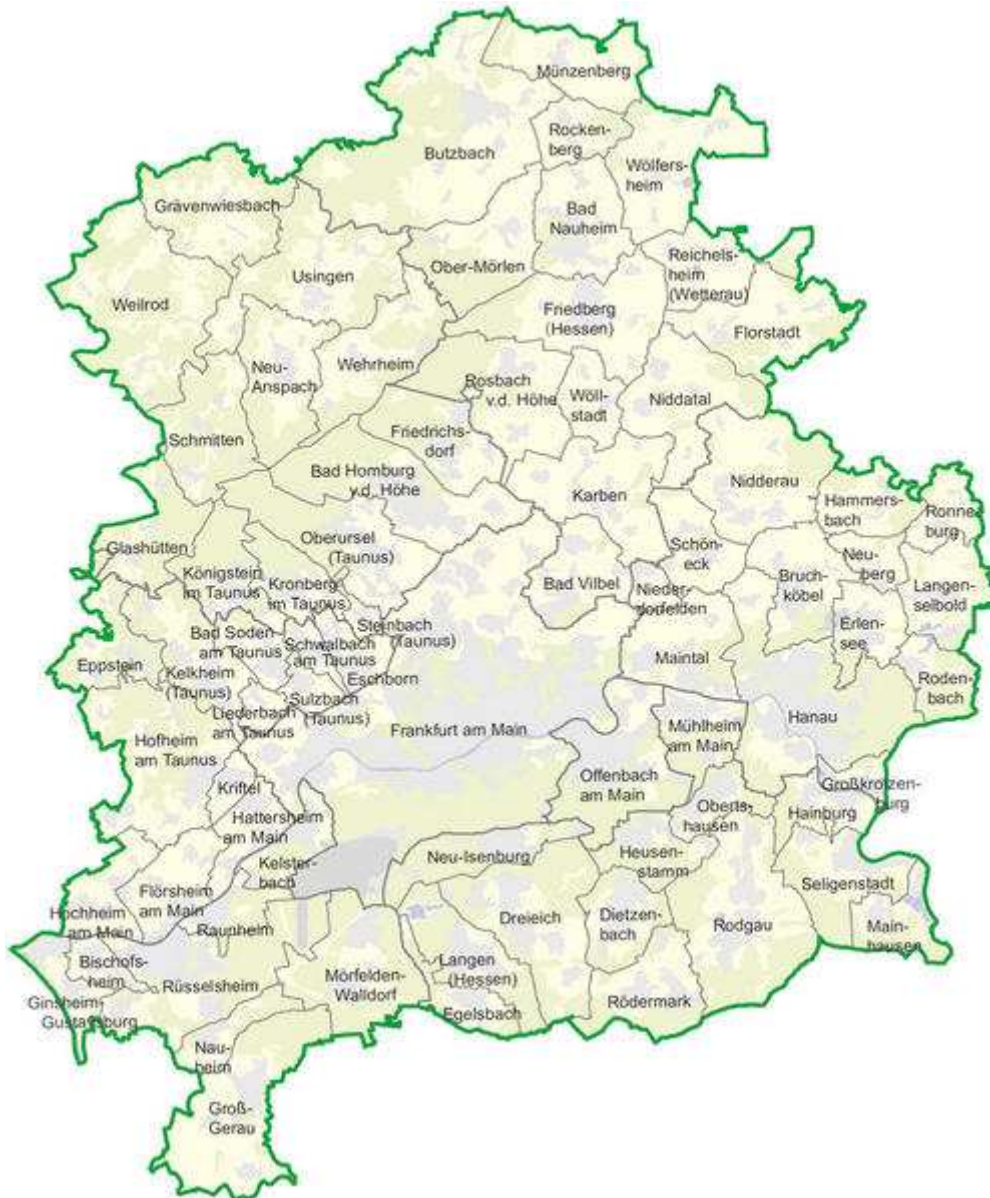 Münzenberg
Rocken-
berg
Butzbach
Wölfers-
heim
Grävenwiesbach
Bad
Nauheim
Reichels-
heim
(Wetterau)
Ober-Mörlen
Usingen
Weilrod
Friedberg
(Hessen)
Florstadt
Neu-
Anspach
Wehrheim
Rosbach
v.d. Höhe
Wöll-
stadt
Niddatal
Schmitten
Friedrichs-
dorf
Bad Homburg
v.d. Höhe
Karben
Nidderau
Hammers-
bach
Ronne
burg
Glashütten
Oberursel
(Taunus)
Schön-
eck
Neu-
berg
Königstein
im Taunus
Kronberg
im Taunus)
Bad Vilbel
Nieder-
dorfelden
Bruch-
köbel
Langen-
selbold
Erlen-
see
Steinbach
(Taunus)
Bad Soden
am Taunus
Schwalbach
am Taunus
Eschborn
Maintal
Eppstein
Kelkheim
(Taunus)
Sulzbach
(Taunus)
Roden-
bach
Liederbach
am Taunus
Frankfurt am Main
Mühlheim
am Main
Hanau
Hofheim
am Taunus
Offenbach
am Main
Großkrotzen-
burg
Kriftel
Oberts-
hausen
Hainburg
Hattersheim
am Main
Neu-Isenburg
Heusen-
stamm
Kelster-
bach
Seligenstadt
Flörsheim
am Main
Hochheim
am Main
Dreieich
Dietzen-
bach
Rodgau
Main-
hausen
Raunheim
Bischofs-
heim
Rüsselsheim
Mörfelden-
Walldorf
Langen
(Hessen)
Rödermark
Ginsheim-
Gustavsburg
Egelsbach
Nau-
heim
Groß-
Gerau